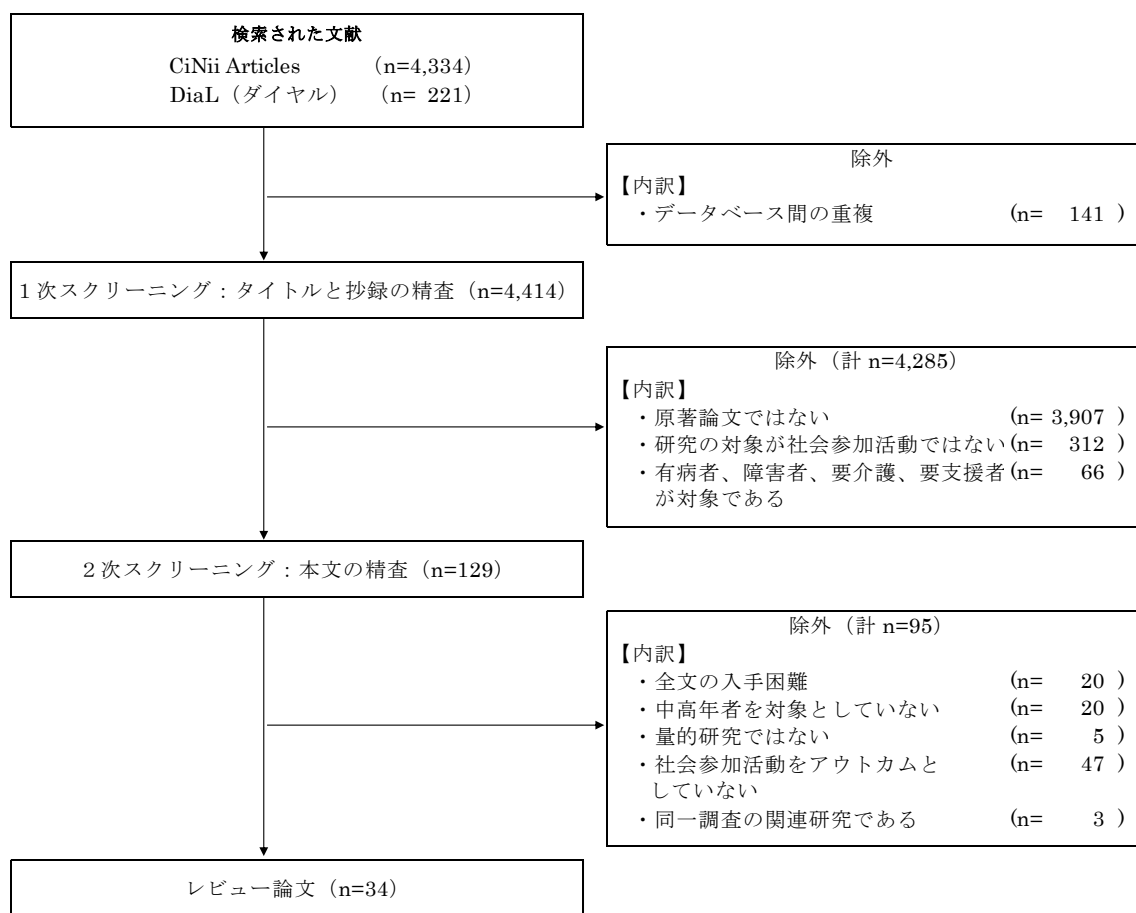 検索された文献
CiNii Articles (n=4,334)
DiaL（ダイヤル） (n= 221)
除外
【内訳】
・データベース間の重複 (n= 141 )
1次スクリーニング：タイトルと抄録の精査（n=4,414）
除外（計 n=4,285）
【内訳】
・原著論文ではない (n= 3,907 )
・研究の対象が社会参加活動ではない (n= 312 )
・有病者、障害者、要介護、要支援者 (n= 66 )
が対象である
２次スクリーニング：本文の精査（n=129）
除外（計 n=95）
【内訳】
・全文の入手困難 (n= 20 )
・中高年者を対象としていない (n= 20 )
・量的研究ではない (n= 5 )
・社会参加活動をアウトカムと (n= 47 )
していない
・同一調査の関連研究である (n= 3 )
レビュー論文（n=34）